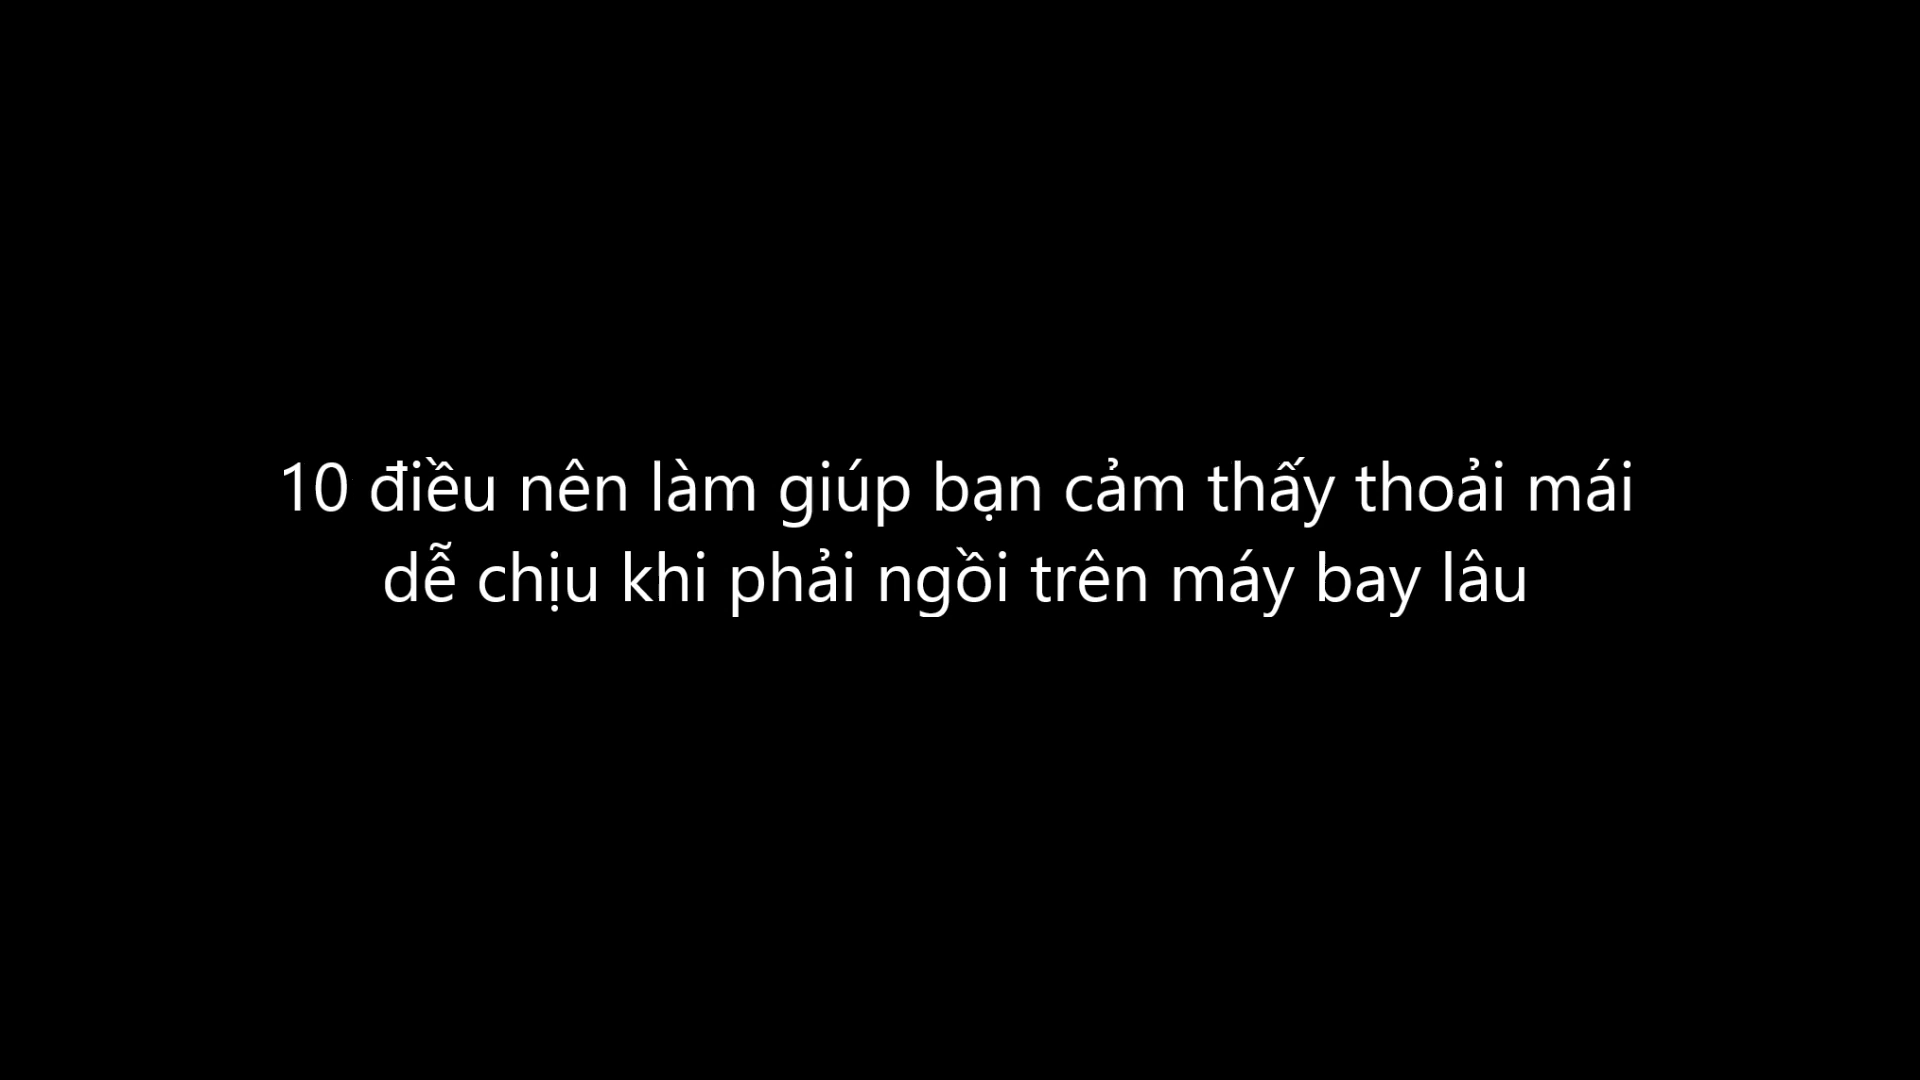 10 điều nên làm giúp bạn cảm thấy thoải mái
dễ chịu khi phải ngồi trên máy bay lâu